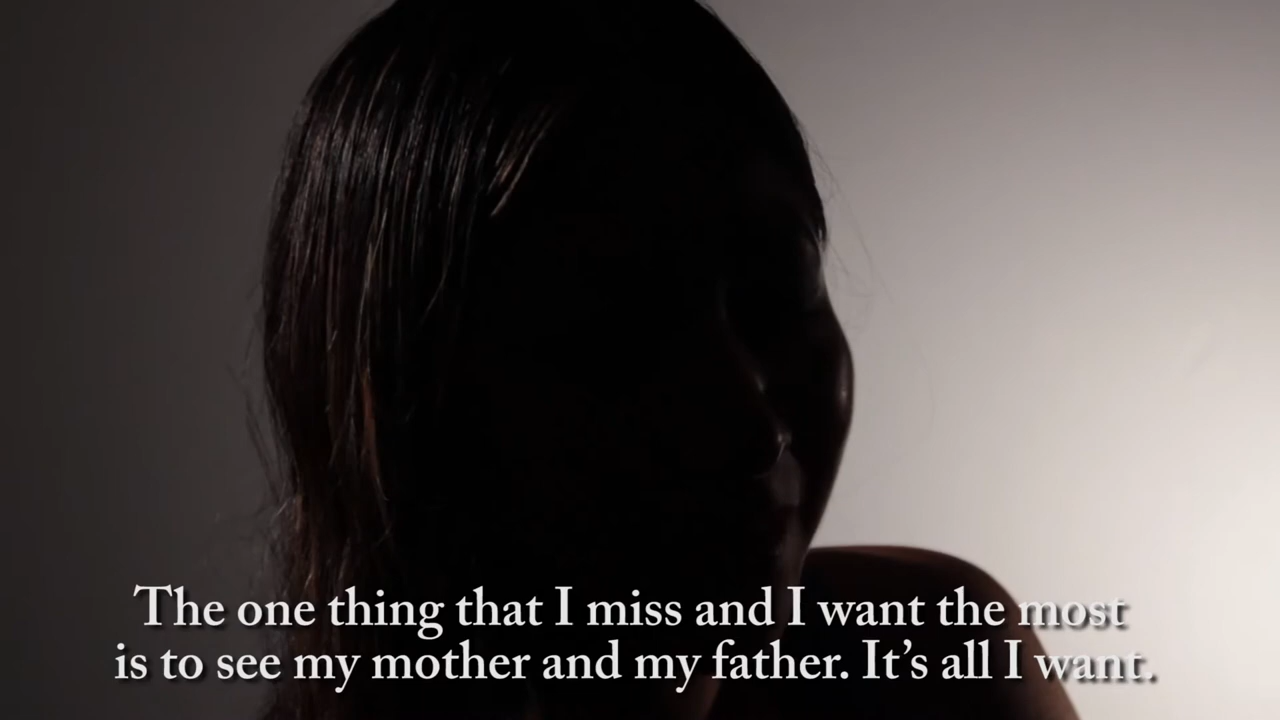 The one thing that I miss and I want the most
is to see my mother and my father. It’s all I want.